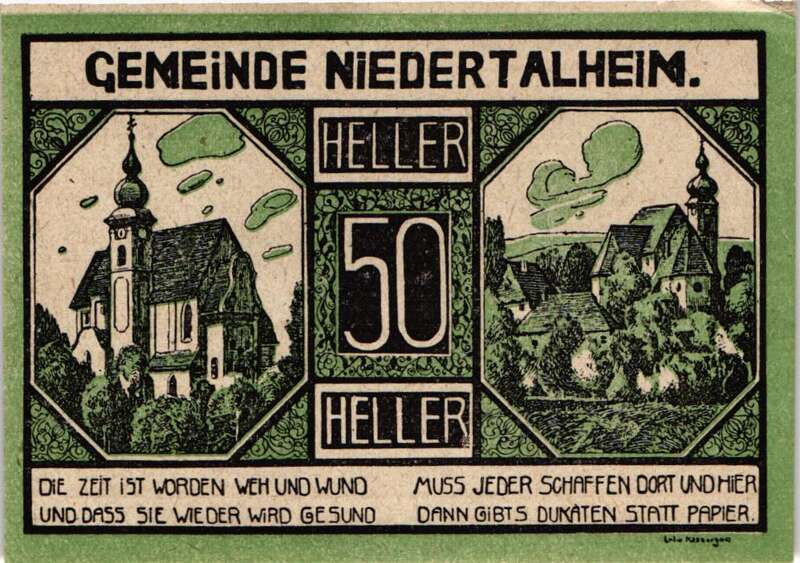 GEMEINDE NIEDERTALHEIM.
HELLER
50
HELLER
DIE ZEIT IST WORDEN WEH UND WUND
UND DASS SIE WIEDER WIRD GESUND
MUSS JEDER SCHAFFEN DORT UND HIER
DANN GIBTS DUKATEN STATT PAPIER.